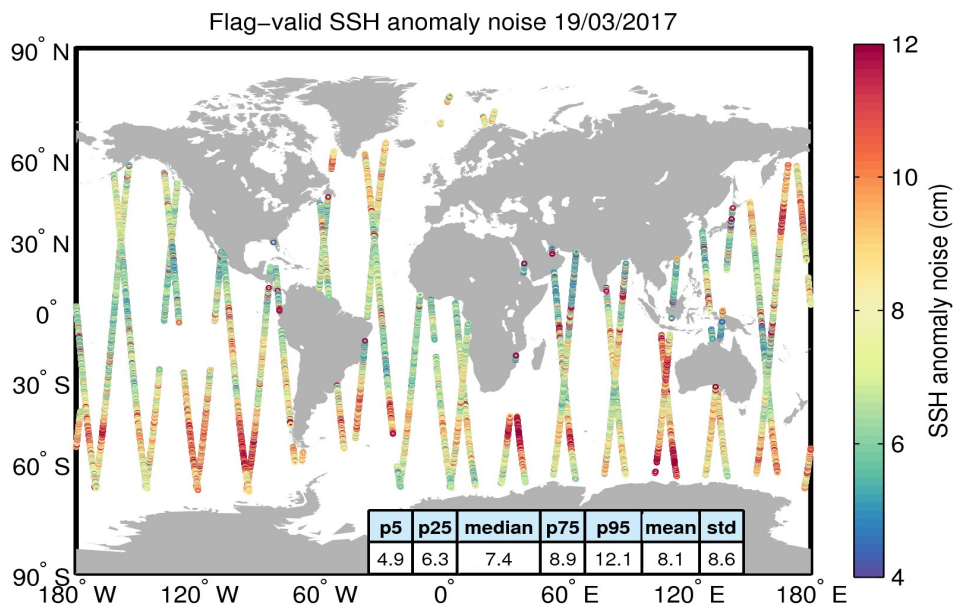 Flag−valid SSH anomaly noise 19/03/2017
90° N
60° N
30° N
0°
30° S
60° S
90° S
180° W
120° W
60° W
0°
60° E
120° E
180° E
p5 p25 median p75 p95 mean std
4.9 6.3 7.4 8.9 12.1 8.1 8.6
12
10
8
6
4
SSH anomaly noise (cm)